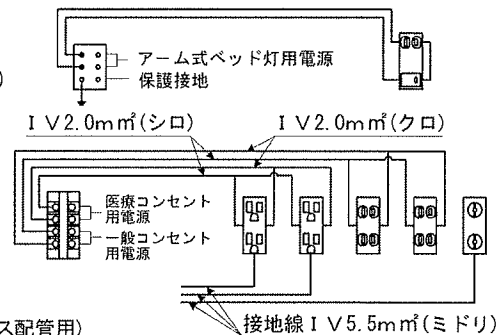 )
アーム式ベッド灯用電源
保護接地
IV2.0m㎡(シロ)
IV2.0m㎡(クロ)
医療コンセント
用電源
一般コンセント
用電源
ス配管用)
接地線IV5.5m㎡(ミドリ)